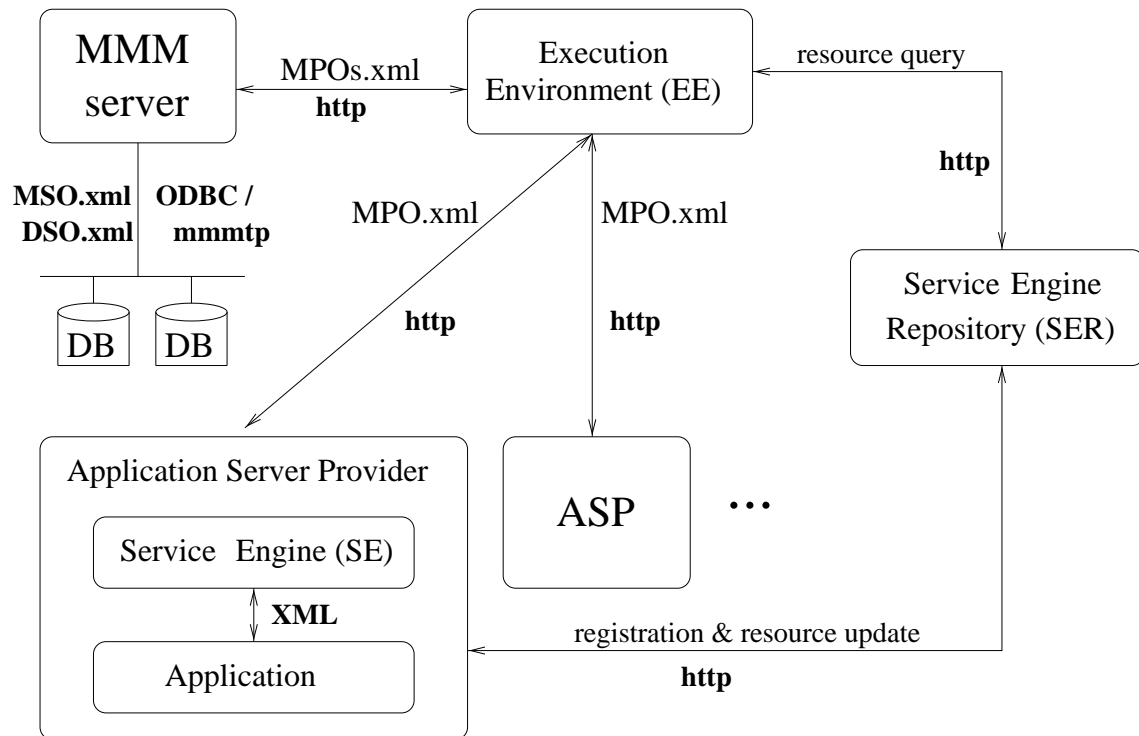 MMM
server
MPOs.xml
http
Execution
Environment (EE)
resource query
http
MSO.xml
DSO.xml
ODBC /
mmmtp
MPO.xml
MPO.xml
http
http
DB
DB
Service Engine
Repository (SER)
Application Server Provider
Service Engine (SE)
XML
Application
ASP
...
registration & resource update
http